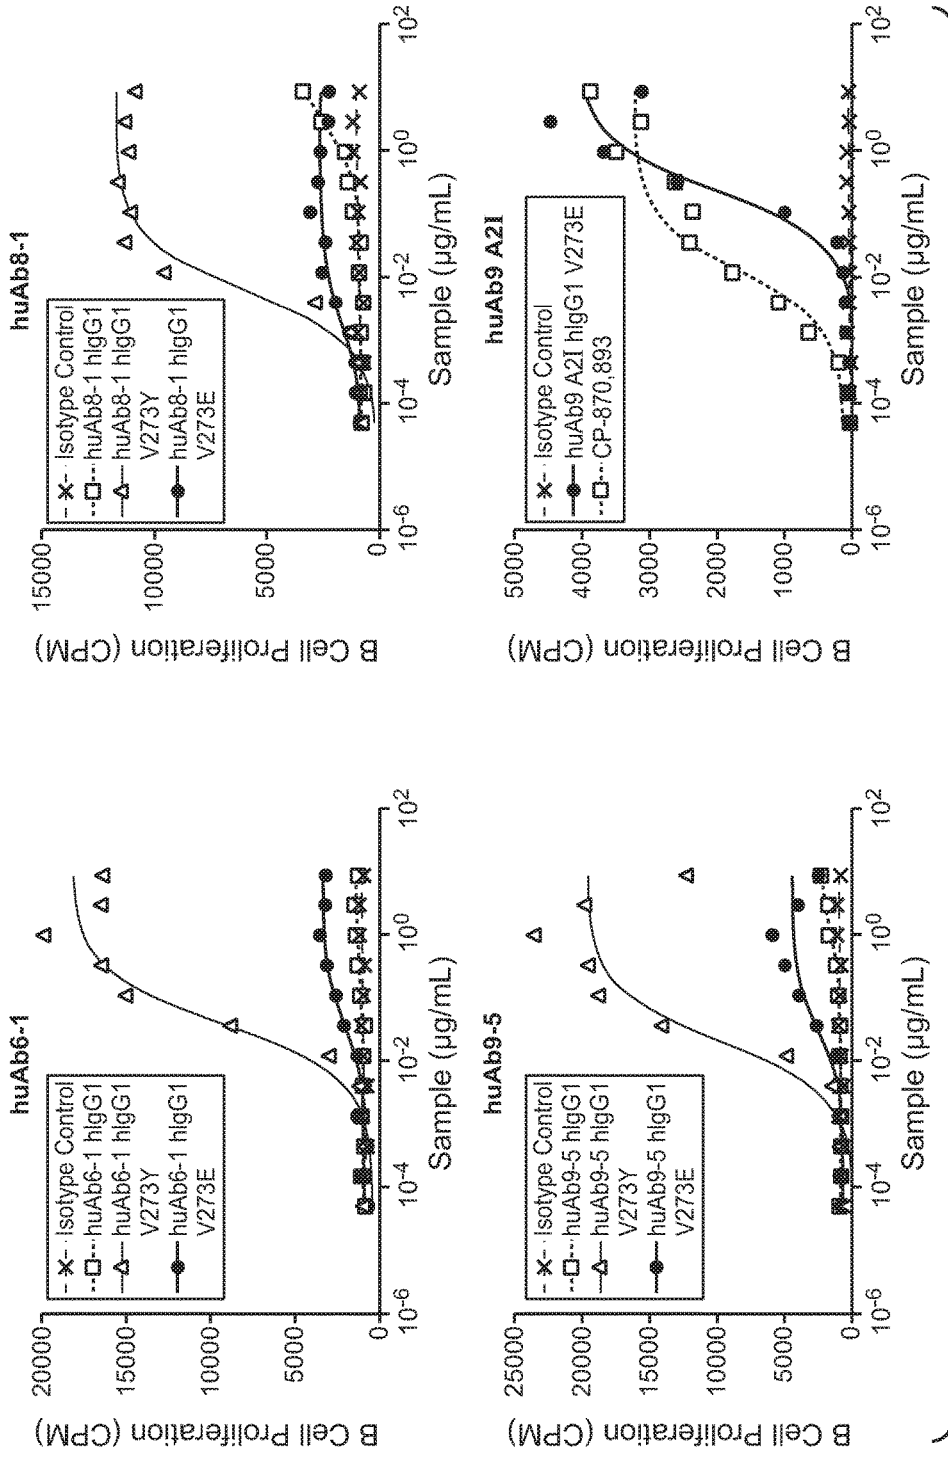 huAb6-1
B Cell Proliferation (CPM)
20000
15000
10000
5000
0
Isotype Control
huAb6-1 hIgG1
huAb6-1 hIgG1
V273Y
huAb6-1 hIgG1
V273E
10-6
10-4
10-2
100
102
Sample (µg/mL)
huAb8-1
B Cell Proliferation (CPM)
15000
10000
5000
0
Isotype Control
huAb8-1 hIgG1
huAb8-1 hIgG1
V273Y
huAb8-1 hIgG1
V273E
10-6
10-4
10-2
100
102
Sample (µg/mL)
huAb9-5
B Cell Proliferation (CPM)
25000
20000
15000
10000
5000
0
Isotype Control
huAb9-5 hIgG1
huAb9-5 hIgG1
V273Y
huAb9-5 hIgG1
V273E
10-6
10-4
10-2
100
102
Sample (µg/mL)
huAb9 A2I
B Cell Proliferation (CPM)
5000
4000
3000
2000
1000
0
Isotype Control
huAb9 A2I hIgG1 V273E
CP-870,893
10-6
10-4
10-2
100
102
Sample (µg/mL)